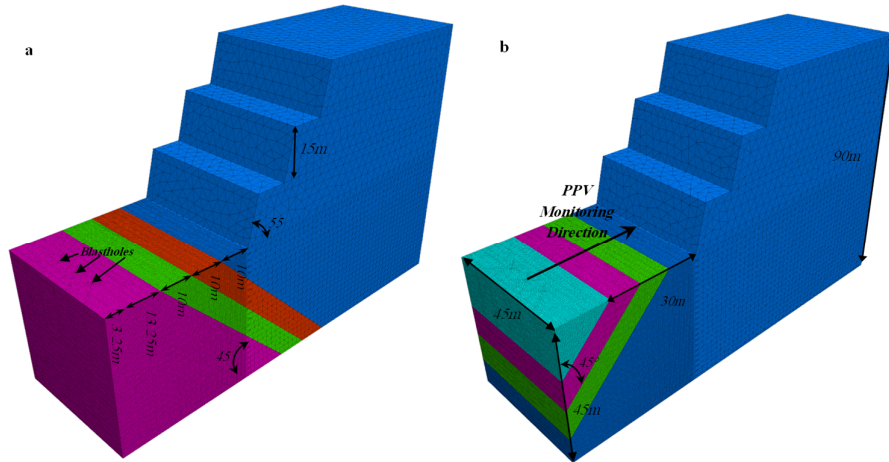 a
15m
55
Blastholes
10m
10m
10m
13.25m
3.25m
45
b
90m
PPV
Monitoring
Direction
30m
45m
45°
45m